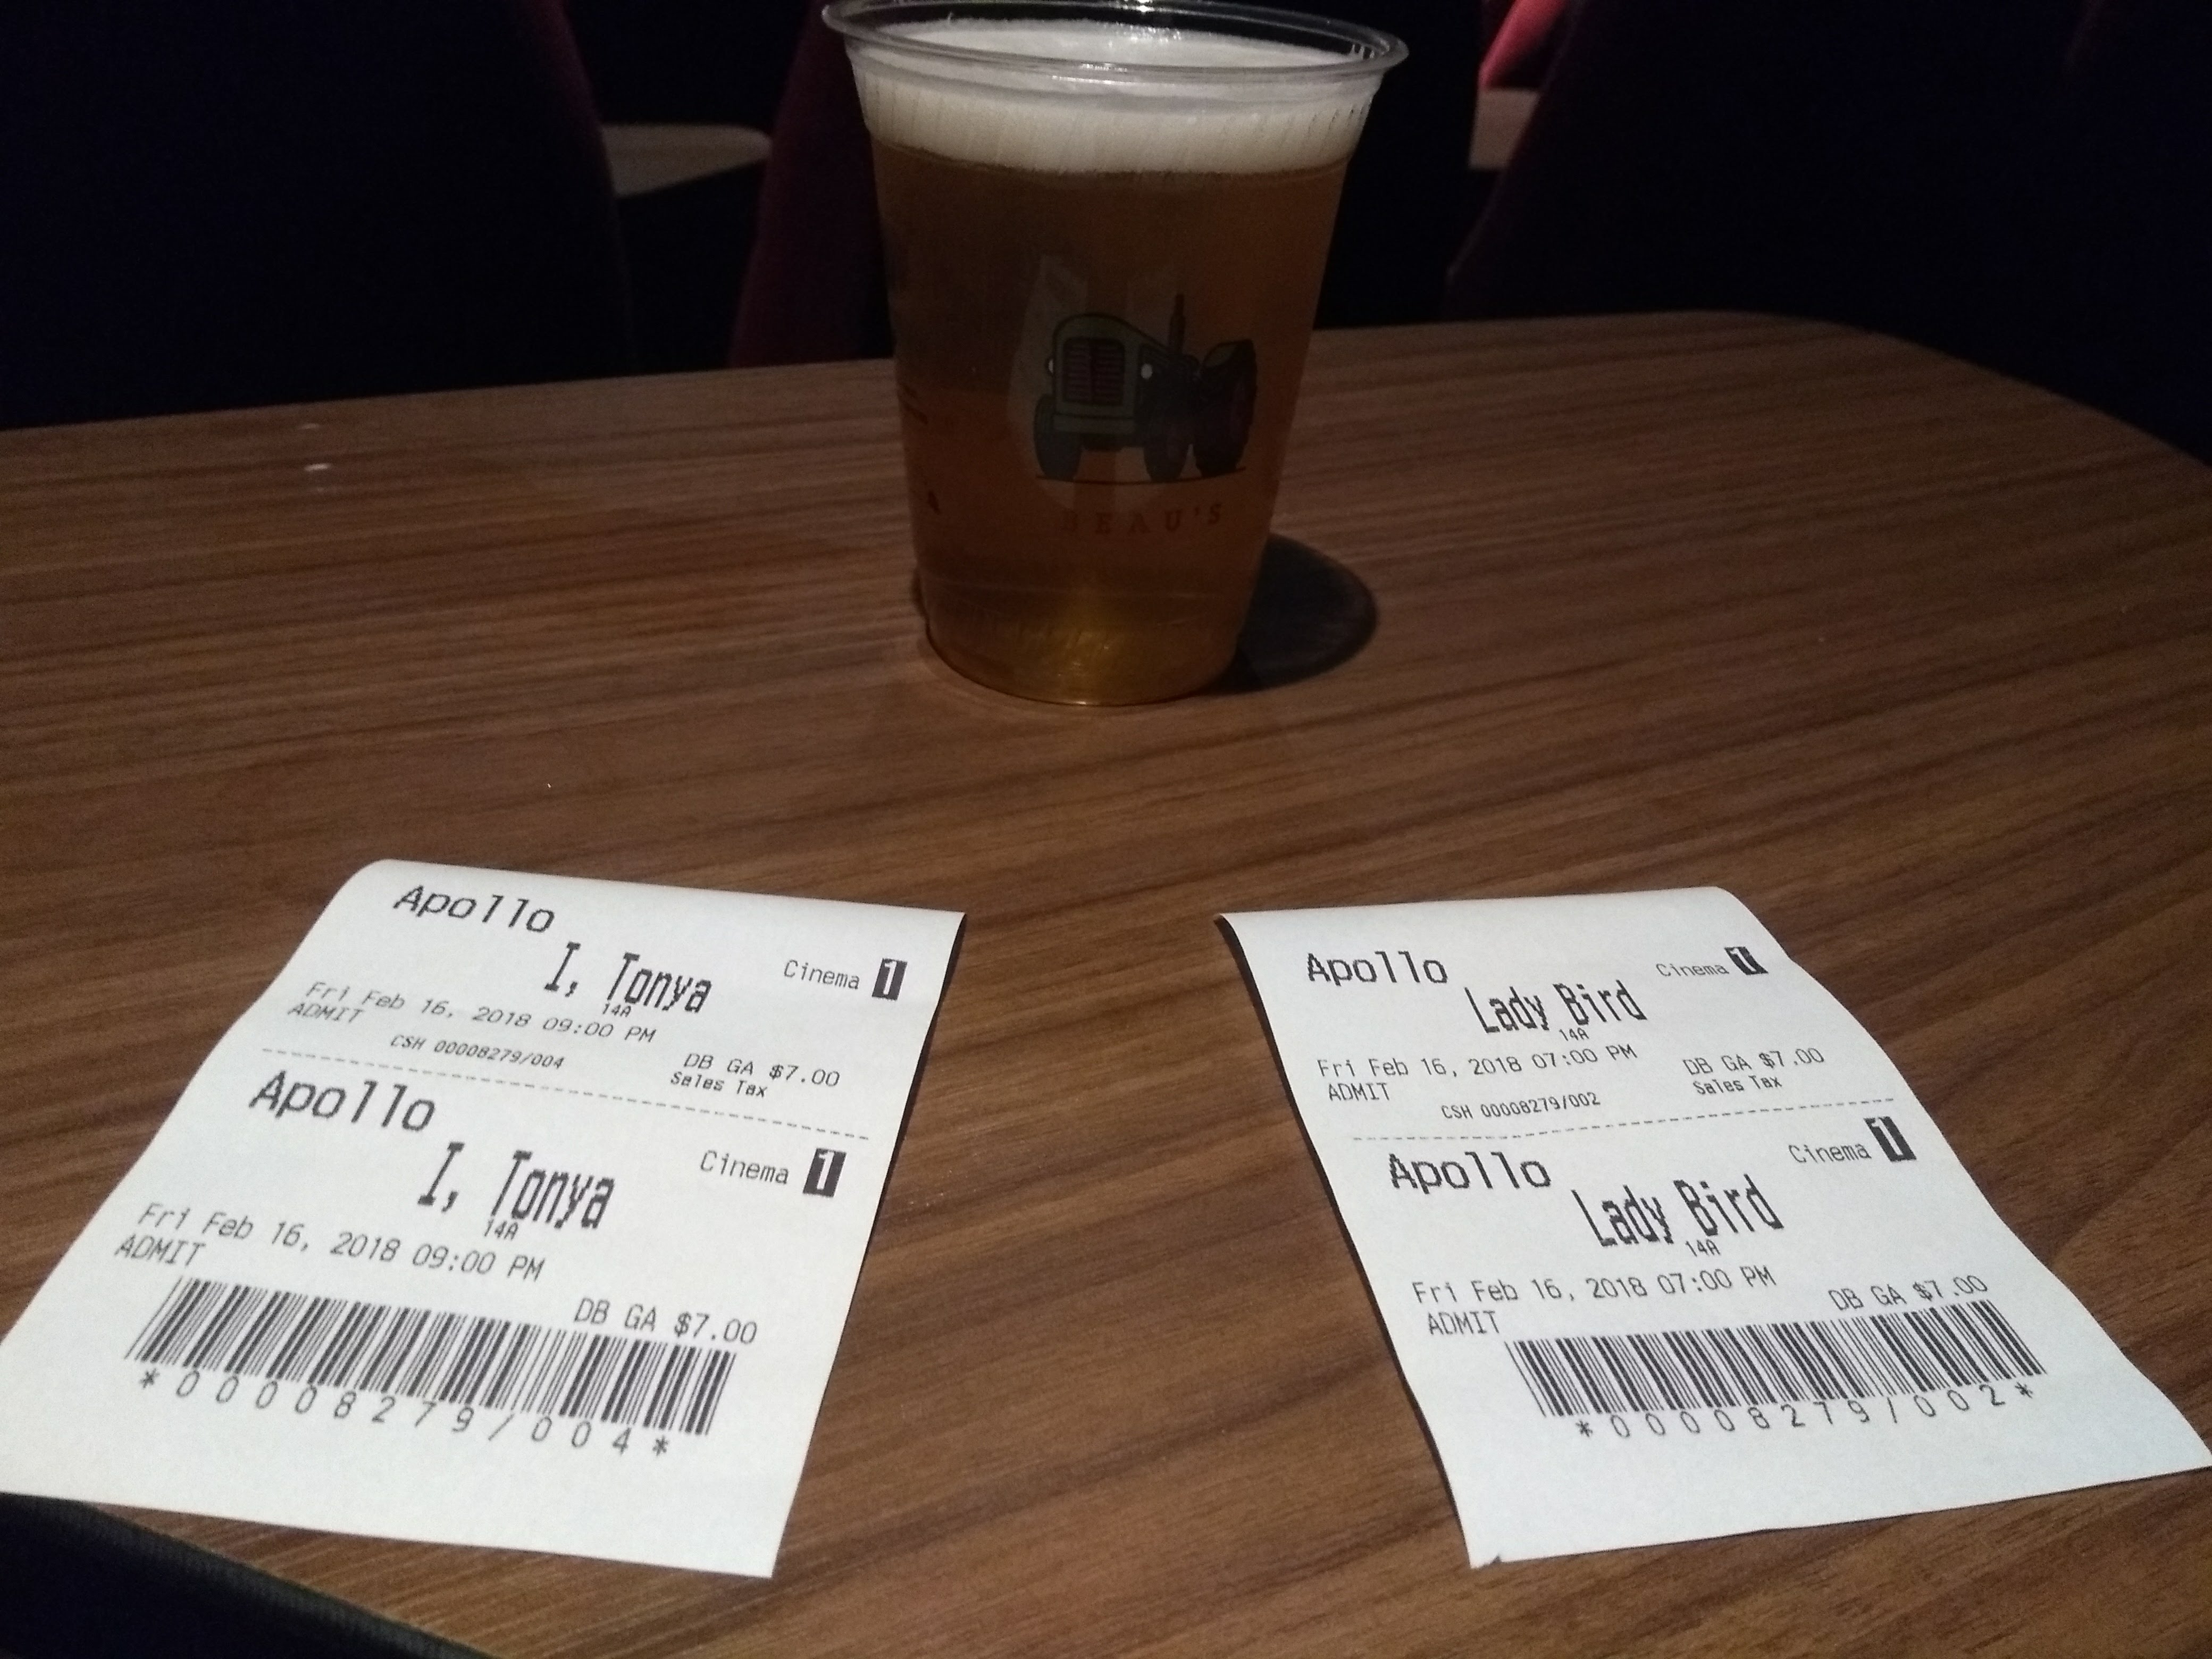 BEAU'S
Apollo
Cinema 1
I, Tonya
14A
Fri Feb 16, 2018 09:00 PM
ADMIT
DB GA $7.00
CSH 00008279/004
Sales Tax
Apollo
Cinema 1
I, Tonya
14A
Fri Feb 16, 2018 09:00 PM
ADMIT
DB GA $7.00
*00008279/004*
Apollo
Cinema 1
Lady Bird
14A
Fri Feb 16, 2018 07:00 PM
DB GA $7.00
ADMIT
Sales Tax
CSH 00008279/002
Apollo
Cinema 1
Lady Bird
14A
Fri Feb 16, 2018 07:00 PM
DB GA $7.00
ADMIT
*00008279/002*